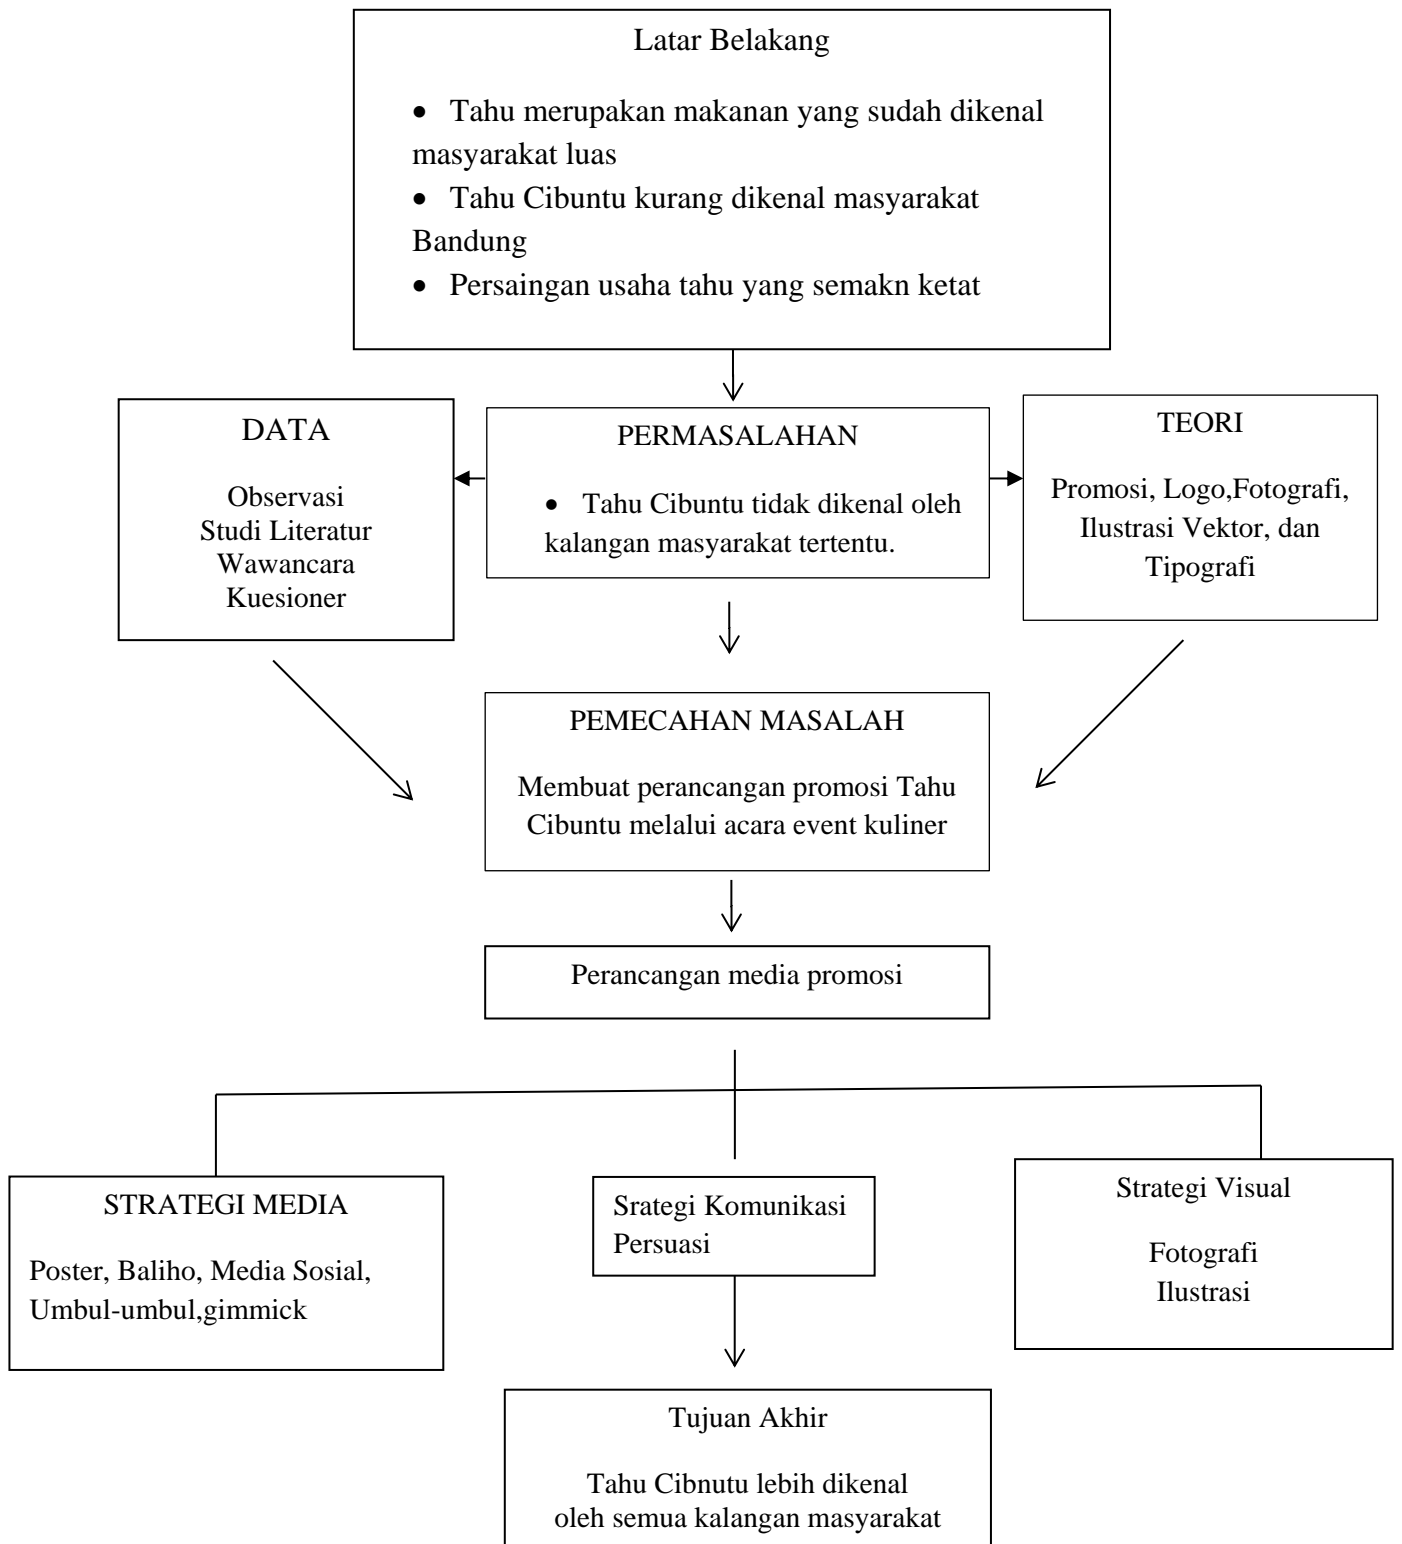 Latar Belakang
• Tahu merupakan makanan yang sudah dikenal
masyarakat luas
• Tahu Cibuntu kurang dikenal masyarakat
Bandung
• Persaingan usaha tahu yang semakn ketat
DATA
Observasi
Studi Literatur
Wawancara
Kuesioner
PERMASALAHAN
• Tahu Cibuntu tidak dikenal oleh
kalangan masyarakat tertentu.
TEORI
Promosi, Logo,Fotografi,
Ilustrasi Vektor, dan
Tipografi
PEMECAHAN MASALAH
Membuat perancangan promosi Tahu
Cibuntu melalui acara event kuliner
Perancangan media promosi
STRATEGI MEDIA
Poster, Baliho, Media Sosial,
Umbul-umbul,gimmick
Srategi Komunikasi
Persuasi
Strategi Visual
Fotografi
Ilustrasi
Tujuan Akhir
Tahu Cibnutu lebih dikenal
oleh semua kalangan masyarakat